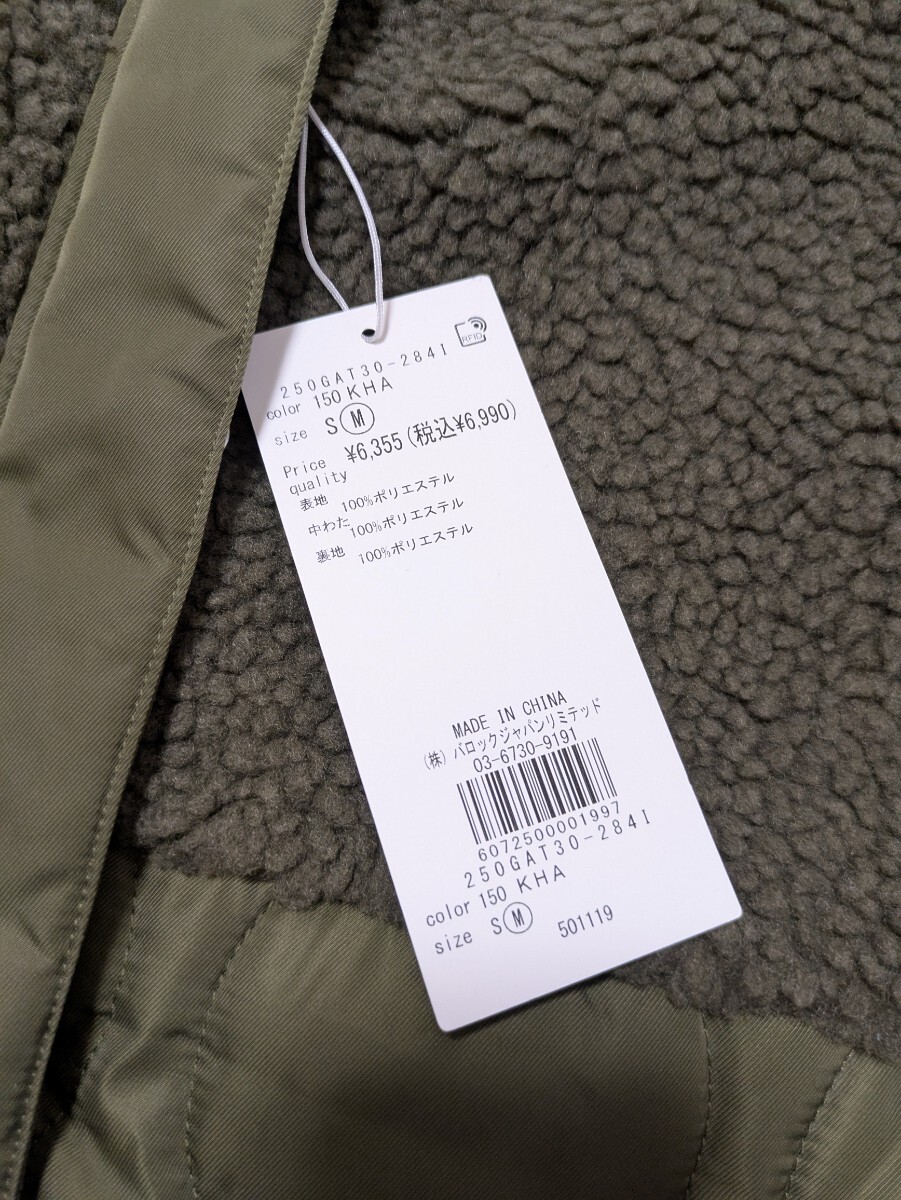 RFID
250GAT30-284I
color 150 KHA
size S Ⓜ
Price ¥6,355(税込¥6,990)
quality
表地 100%ポリエステル
中わた 100%ポリエステル
裏地 100%ポリエステル
MADE IN CHINA
(株)バロックジャパンリミテッド
03-6730-9191
6072500001997
250GAT30-284I
color 150 KHA
size S Ⓜ 501119